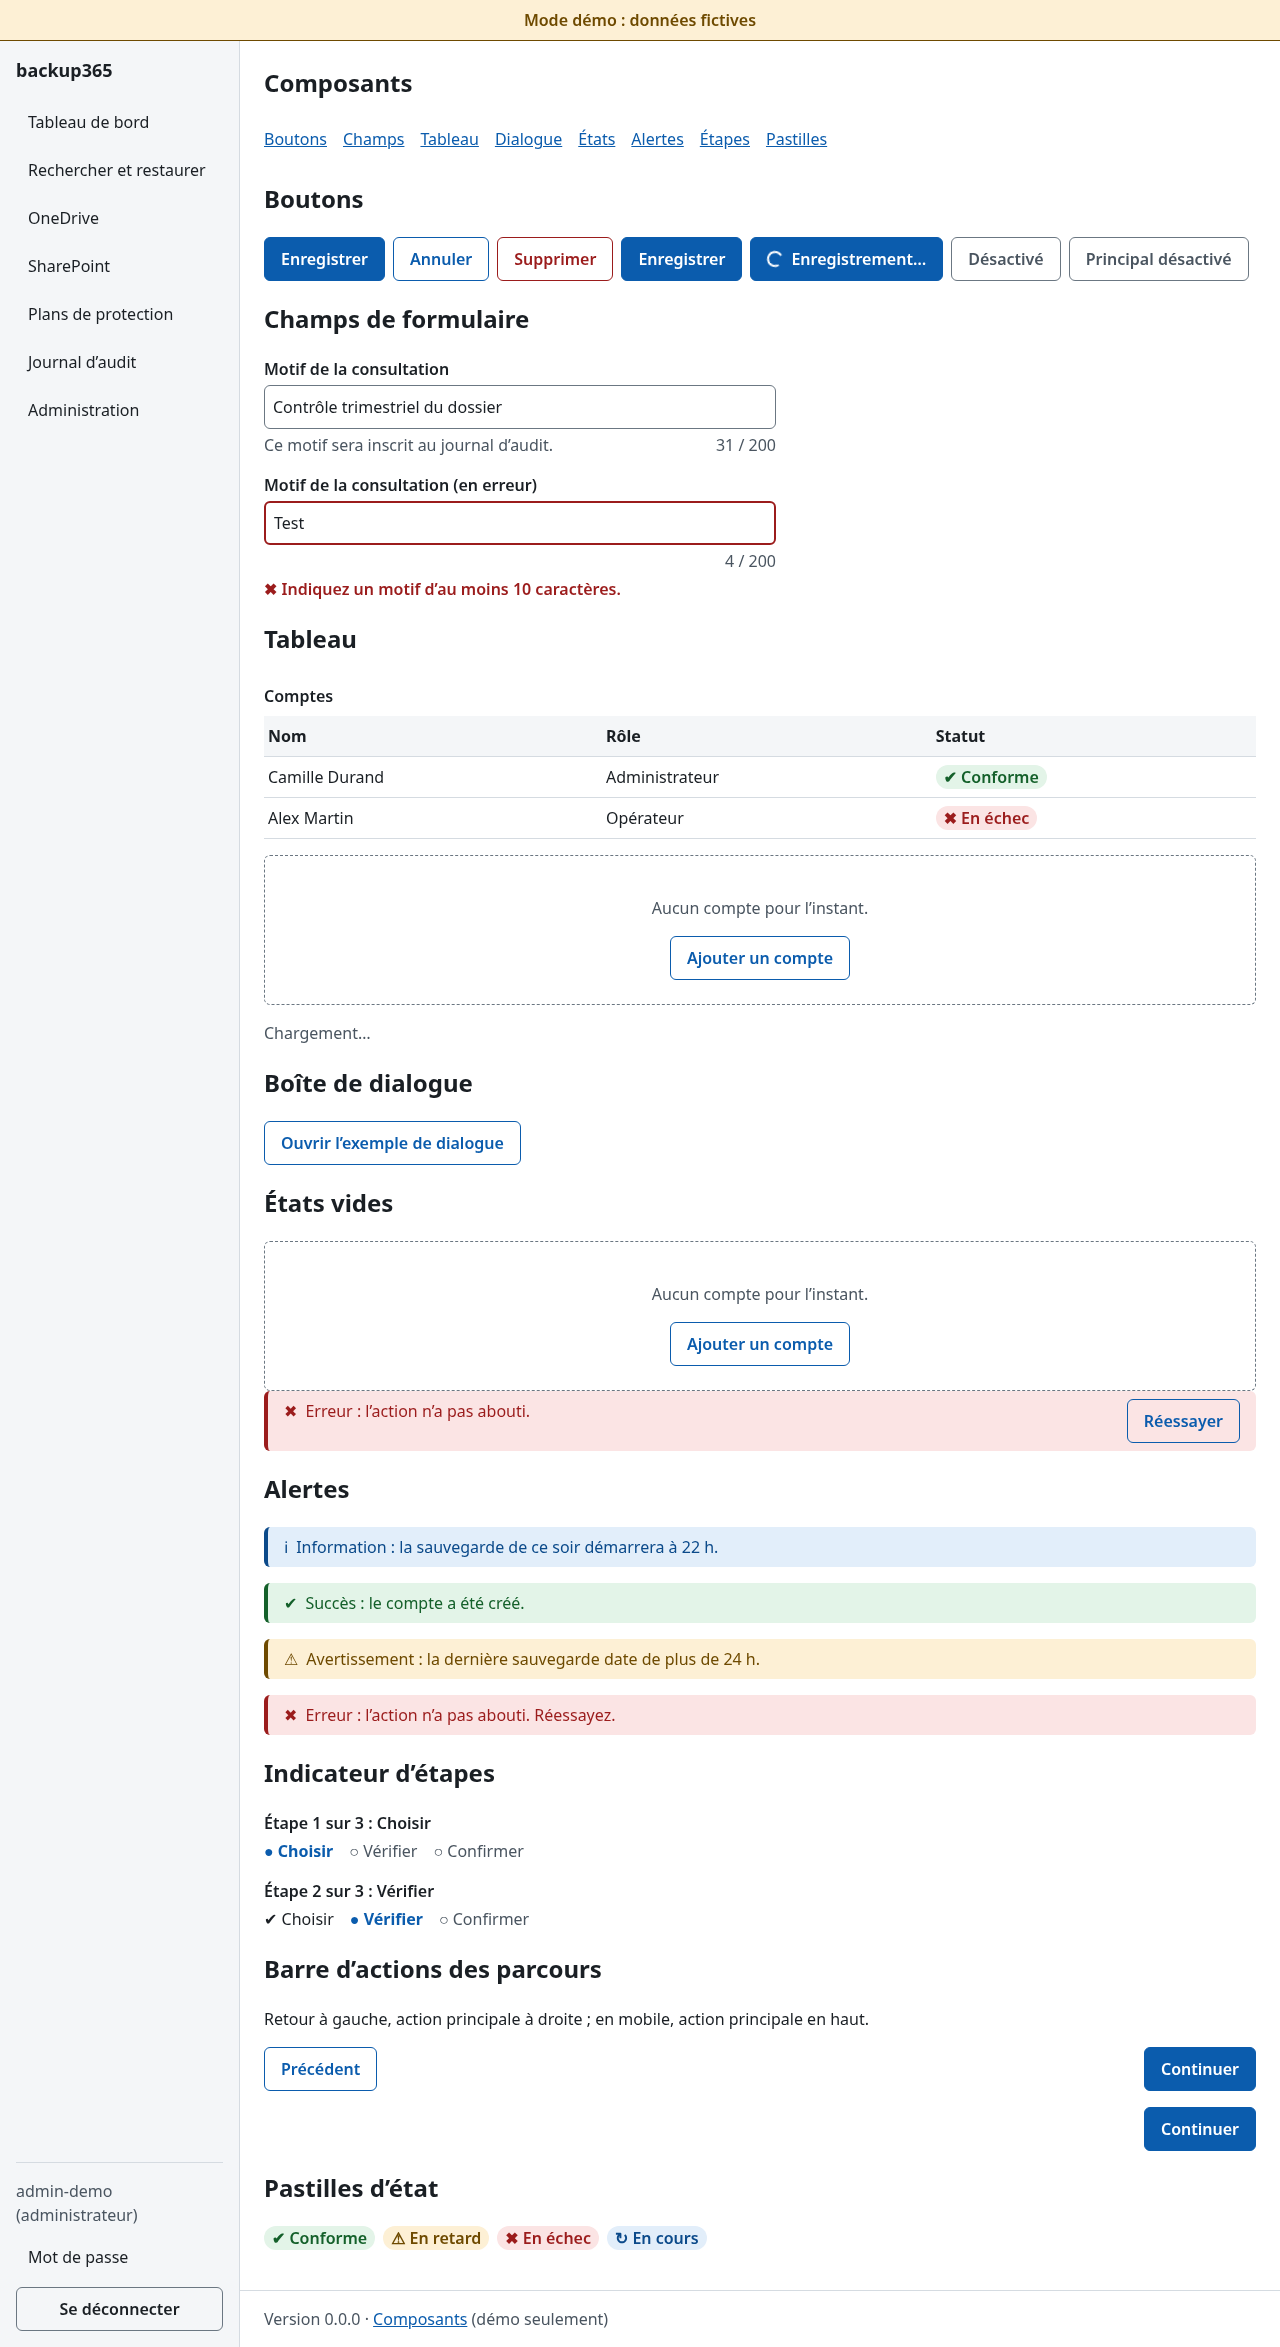 Mode démo : données fictives
backup365
Tableau de bord
Rechercher et restaurer
OneDrive
SharePoint
Plans de protection
Journal d’audit
Administration
admin-demo
(administrateur)
Mot de passe
Se déconnecter
Composants
Boutons Champs Tableau Dialogue États Alertes Étapes Pastilles
Boutons
Enregistrer Annuler Supprimer Enregistrer Enregistrement… Désactivé Principal désactivé
Champs de formulaire
Motif de la consultation
Contrôle trimestriel du dossier
Ce motif sera inscrit au journal d’audit. 31 / 200
Motif de la consultation (en erreur)
Test
4 / 200
✖ Indiquez un motif d’au moins 10 caractères.
Tableau
Comptes
Nom Rôle Statut
Camille Durand Administrateur ✔ Conforme
Alex Martin Opérateur ✖ En échec
Aucun compte pour l’instant.
Ajouter un compte
Chargement…
Boîte de dialogue
Ouvrir l’exemple de dialogue
États vides
Aucun compte pour l’instant.
Ajouter un compte
✖ Erreur : l’action n’a pas abouti. Réessayer
Alertes
i Information : la sauvegarde de ce soir démarrera à 22 h.
✔ Succès : le compte a été créé.
⚠ Avertissement : la dernière sauvegarde date de plus de 24 h.
✖ Erreur : l’action n’a pas abouti. Réessayez.
Indicateur d’étapes
Étape 1 sur 3 : Choisir
● Choisir ○ Vérifier ○ Confirmer
Étape 2 sur 3 : Vérifier
✔ Choisir ● Vérifier ○ Confirmer
Barre d’actions des parcours
Retour à gauche, action principale à droite ; en mobile, action principale en haut.
Précédent Continuer
Continuer
Pastilles d’état
✔ Conforme ⚠ En retard ✖ En échec ↻ En cours
Version 0.0.0 · Composants (démo seulement)